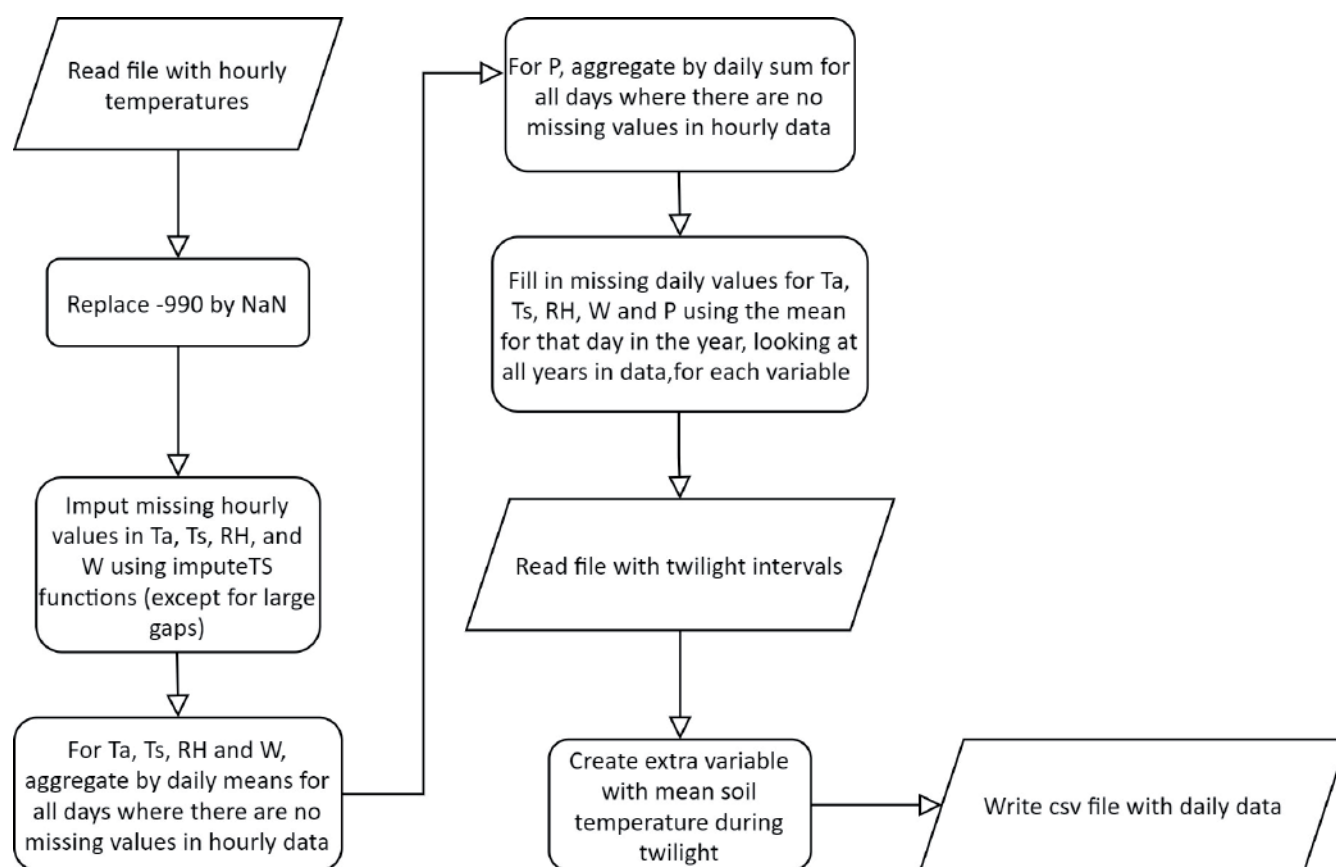 Read file with hourly
temperatures
Replace -990 by NaN
Imput missing hourly
values in Ta, Ts, RH, and
W using imputeTS
functions (except for large
gaps)
For Ta, Ts, RH and W,
aggregate by daily means for
all days where there are no
missing values in hourly data
For P, aggregate by daily sum for
all days where there are no
missing values in hourly data
Fill in missing daily values for Ta,
Ts, RH, W and P using the mean
for that day in the year, looking at
all years in data,for each variable
Read file with twilight intervals
Create extra variable
with mean soil
temperature during
twilight
Write csv file with daily data